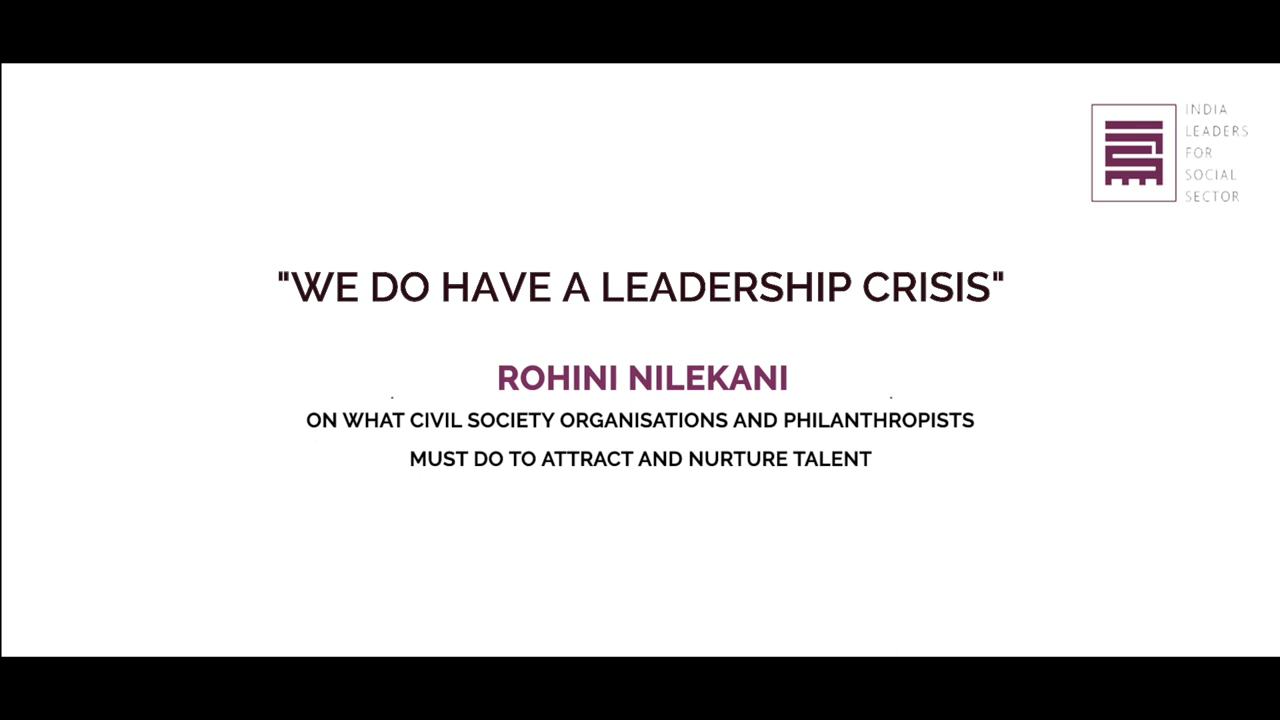 INDIA
LEADERS
FOR
SOCIAL
SECTOR
"WE DO HAVE A LEADERSHIP CRISIS"
ROHINI NILEKANI
ON WHAT CIVIL SOCIETY ORGANISATIONS AND PHILANTHROPISTS
MUST DO TO ATTRACT AND NURTURE TALENT